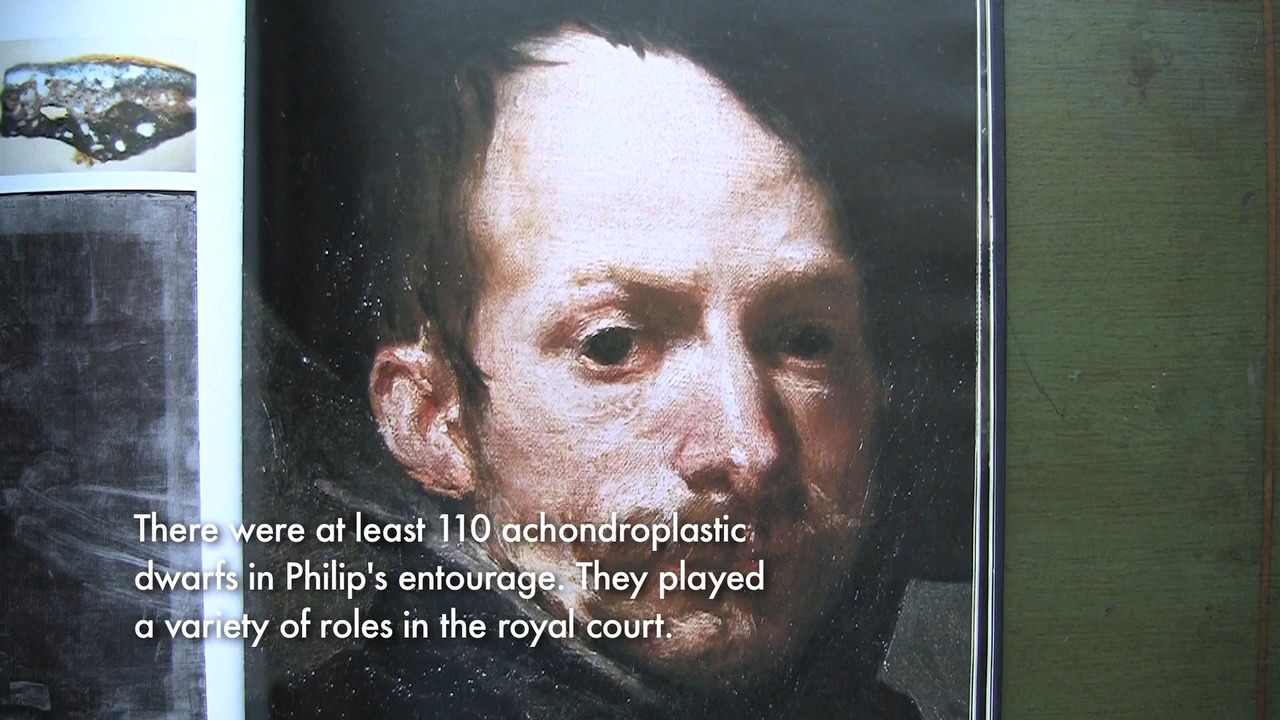 There were at least 110 achondroplastic
dwarfs in Philip's entourage. They played
a variety of roles in the royal court.